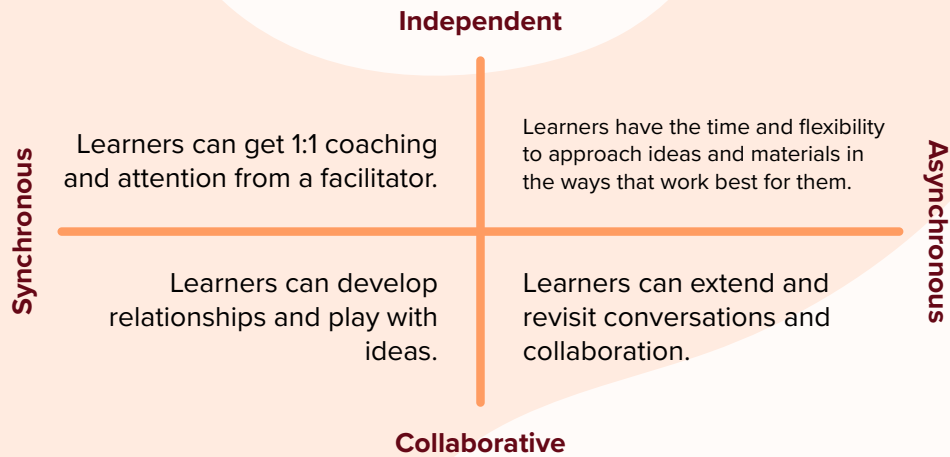 Independent
Synchronous
Learners can get 1:1 coaching
and attention from a facilitator.
Learners have the time and flexibility
to approach ideas and materials in
the ways that work best for them.
Asynchronous
Learners can develop
relationships and play with
ideas.
Learners can extend and
revisit conversations and
collaboration.
Collaborative